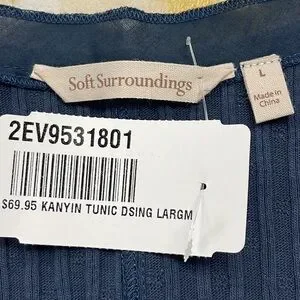 Soft Surroundings
L
Made in
China
2EV9531801
$69.95 KANYIN TUNIC DSING LARGM